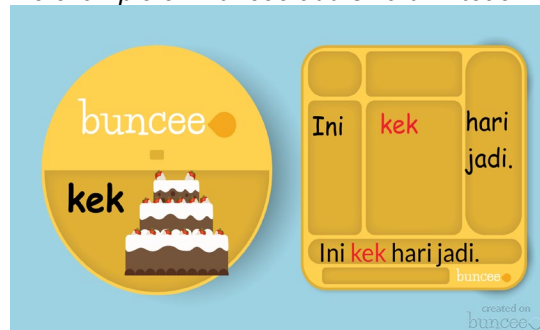 buncee
kek
Ini kek hari
jadi.
Ini kek hari jadi.
buncee
created on
buncee